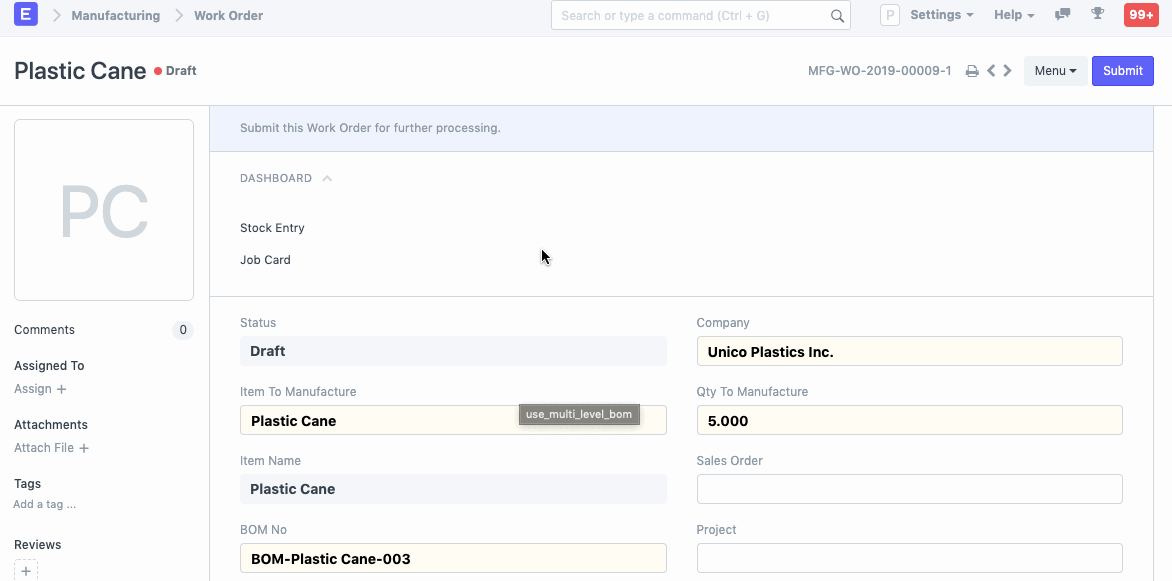 E Manufacturing Work Order Search or type a command (Ctrl + G) P Settings Help 99+
Plastic Cane Draft MFG-WO-2019-00009-1 Menu Submit
PC
Comments 0
Assigned To
Assign +
Attachments
Attach File +
Tags
Add a tag ...
Reviews
+
Submit this Work Order for further processing.
DASHBOARD
Stock Entry
Job Card
Status
Draft
Company
Unico Plastics Inc.
Item To Manufacture
Plastic Cane
use_multi_level_bom
Qty To Manufacture
5.000
Item Name
Plastic Cane
Sales Order
BOM No
BOM-Plastic Cane-003
Project